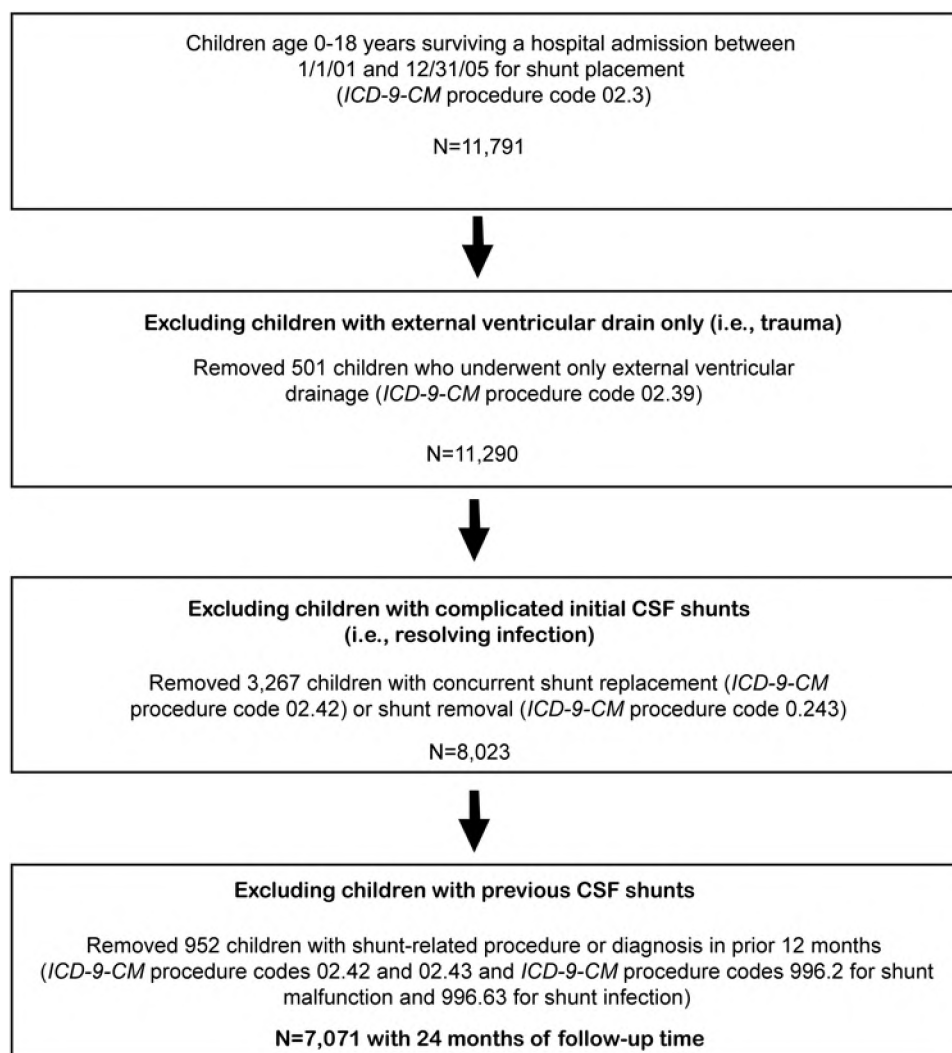 Children age 0-18 years surviving a hospital admission between
1/1/01 and 12/31/05 for shunt placement
(ICD-9-CM procedure code 02.3)
N=11,791
Excluding children with external ventricular drain only (i.e., trauma)
Removed 501 children who underwent only external ventricular
drainage (ICD-9-CM procedure code 02.39)
N=11,290
Excluding children with complicated initial CSF shunts
(i.e., resolving infection)
Removed 3,267 children with concurrent shunt replacement (ICD-9-CM
procedure code 02.42) or shunt removal (ICD-9-CM procedure code 0.243)
N=8,023
Excluding children with previous CSF shunts
Removed 952 children with shunt-related procedure or diagnosis in prior 12 months
(ICD-9-CM procedure codes 02.42 and 02.43 and ICD-9-CM procedure codes 996.2 for shunt
malfunction and 996.63 for shunt infection)
N=7,071 with 24 months of follow-up time